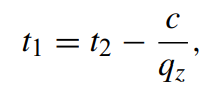 t₁ = t₂ − c/q_z,